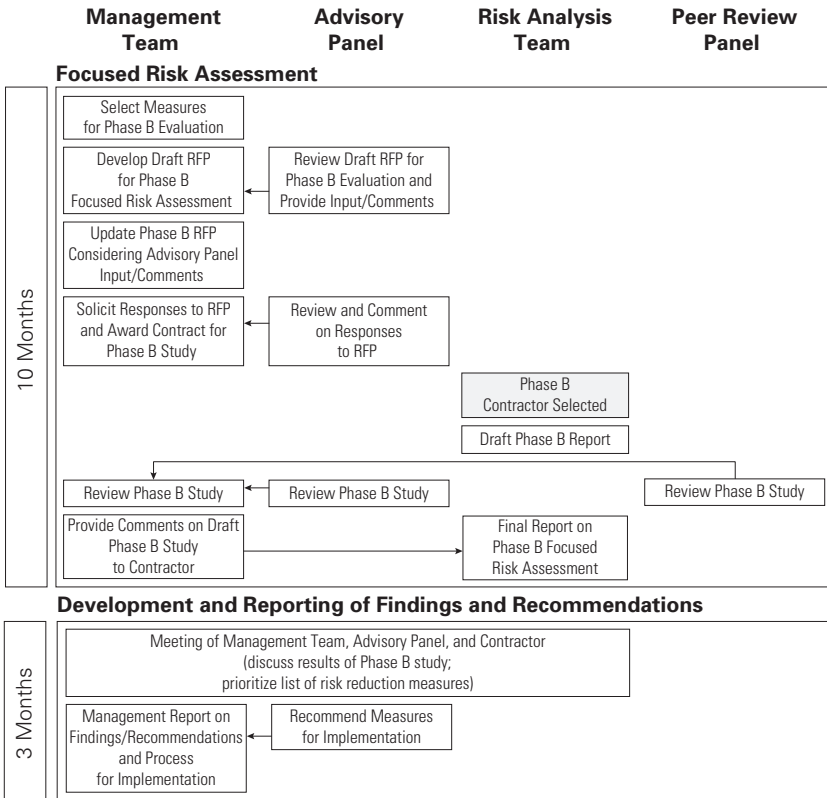 Management
Team
Advisory
Panel
Risk Analysis
Team
Peer Review
Panel
Focused Risk Assessment
10 Months
Select Measures
for Phase B Evaluation
Develop Draft RFP
for Phase B
Focused Risk Assessment
Review Draft RFP for
Phase B Evaluation and
Provide Input/Comments
Update Phase B RFP
Considering Advisory Panel
Input/Comments
Solicit Responses to RFP
and Award Contract for
Phase B Study
Review and Comment
on Responses
to RFP
Phase B
Contractor Selected
Draft Phase B Report
Review Phase B Study
Review Phase B Study
Review Phase B Study
Provide Comments on Draft
Phase B Study
to Contractor
Final Report on
Phase B Focused
Risk Assessment
Development and Reporting of Findings and Recommendations
3 Months
Meeting of Management Team, Advisory Panel, and Contractor
(discuss results of Phase B study;
prioritize list of risk reduction measures)
Management Report on
Findings/Recommendations
and Process
for Implementation
Recommend Measures
for Implementation